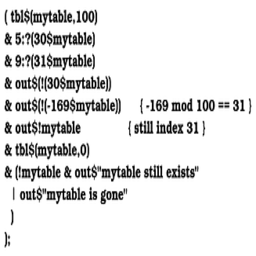 ( tbl$(mytable,100)
& 5:?(30$mytable)
& 9:?(31$mytable)
& out$(!(30$mytable))
& out$(!(-169$mytable)) { -169 mod 100 == 31 }
& out$!mytable { still index 31 }
& tbl$(mytable,0)
& (!mytable & out$"mytable still exists"
| out$"mytable is gone"
)
);